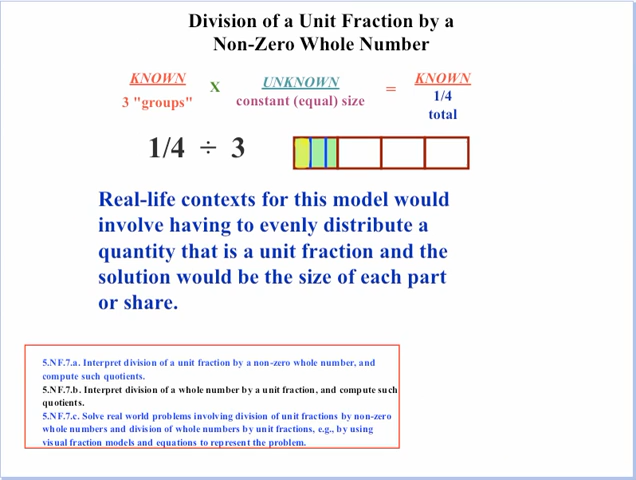 Division of a Unit Fraction by a
Non-Zero Whole Number
KNOWN X UNKNOWN = KNOWN
3 "groups" constant (equal) size 1/4
total
1/4 ÷ 3
Real-life contexts for this model would
involve having to evenly distribute a
quantity that is a unit fraction and the
solution would be the size of each part
or share.
5.NF.7.a. Interpret division of a unit fraction by a non-zero whole number, and
compute such quotients.
5.NF.7.b. Interpret division of a whole number by a unit fraction, and compute such
quotients.
5.NF.7.c. Solve real world problems involving division of unit fractions by non-zero
whole numbers and division of whole numbers by unit fractions, e.g., by using
visual fraction models and equations to represent the problem.